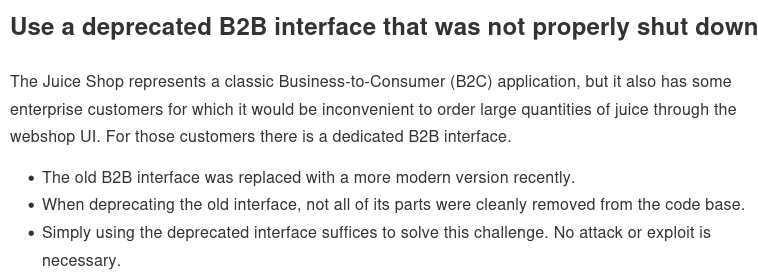 Use a deprecated B2B interface that was not properly shut down
The Juice Shop represents a classic Business-to-Consumer (B2C) application, but it also has some
enterprise customers for which it would be inconvenient to order large quantities of juice through the
webshop UI. For those customers there is a dedicated B2B interface.
• The old B2B interface was replaced with a more modern version recently.
• When deprecating the old interface, not all of its parts were cleanly removed from the code base.
• Simply using the deprecated interface suffices to solve this challenge. No attack or exploit is
necessary.